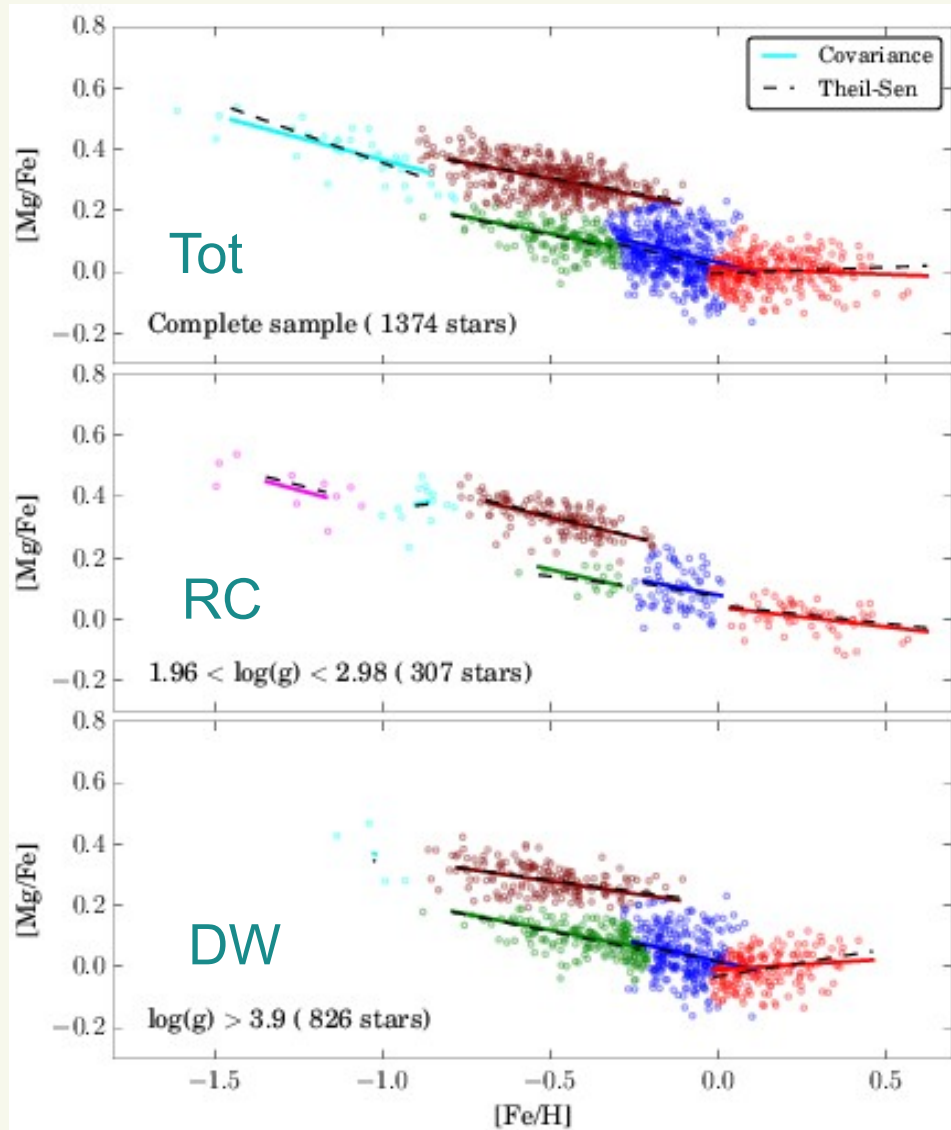 0.8
0.6
0.4
0.2
0.0
−0.2
[Mg/Fe]
Covariance
Theil-Sen
Tot
Complete sample ( 1374 stars)
0.8
0.6
0.4
0.2
0.0
−0.2
[Mg/Fe]
RC
1.96 < log(g) < 2.98 ( 307 stars)
0.8
0.6
0.4
0.2
0.0
−0.2
[Mg/Fe]
DW
log(g) > 3.9 ( 826 stars)
−1.5 −1.0 −0.5 0.0 0.5
[Fe/H]